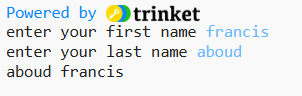 Powered by trinket
enter your first name francis
enter your last name aboud
aboud francis